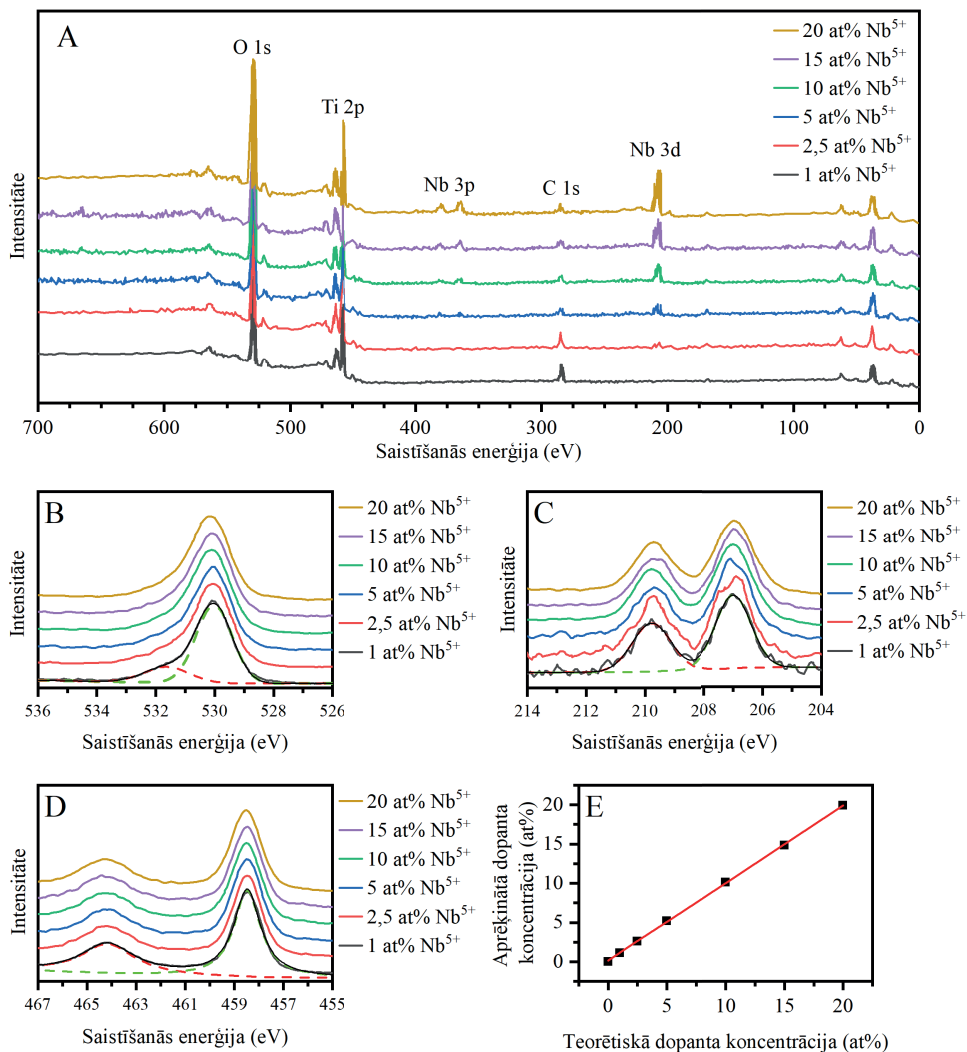 A
O 1s
Ti 2p
Nb 3p
C 1s
Nb 3d
20 at% Nb⁵⁺
15 at% Nb⁵⁺
10 at% Nb⁵⁺
5 at% Nb⁵⁺
2,5 at% Nb⁵⁺
1 at% Nb⁵⁺
Intensitāte
700 600 500 400 300 200 100 0
Saistīšanās enerģija (eV)
B
20 at% Nb⁵⁺
15 at% Nb⁵⁺
10 at% Nb⁵⁺
5 at% Nb⁵⁺
2,5 at% Nb⁵⁺
1 at% Nb⁵⁺
Intensitāte
536 534 532 530 528 526
Saistīšanās enerģija (eV)
C
20 at% Nb⁵⁺
15 at% Nb⁵⁺
10 at% Nb⁵⁺
5 at% Nb⁵⁺
2,5 at% Nb⁵⁺
1 at% Nb⁵⁺
Intensitāte
214 212 210 208 206 204
Saistīšanās enerģija (eV)
D
20 at% Nb⁵⁺
15 at% Nb⁵⁺
10 at% Nb⁵⁺
5 at% Nb⁵⁺
2,5 at% Nb⁵⁺
1 at% Nb⁵⁺
Intensitāte
467 465 463 461 459 457 455
Saistīšanās enerģija (eV)
E
Aprēķinātā dopanta
koncentrācija (at%)
20
15
10
5
0
0 5 10 15 20
Teorētiskā dopanta koncentrācija (at%)